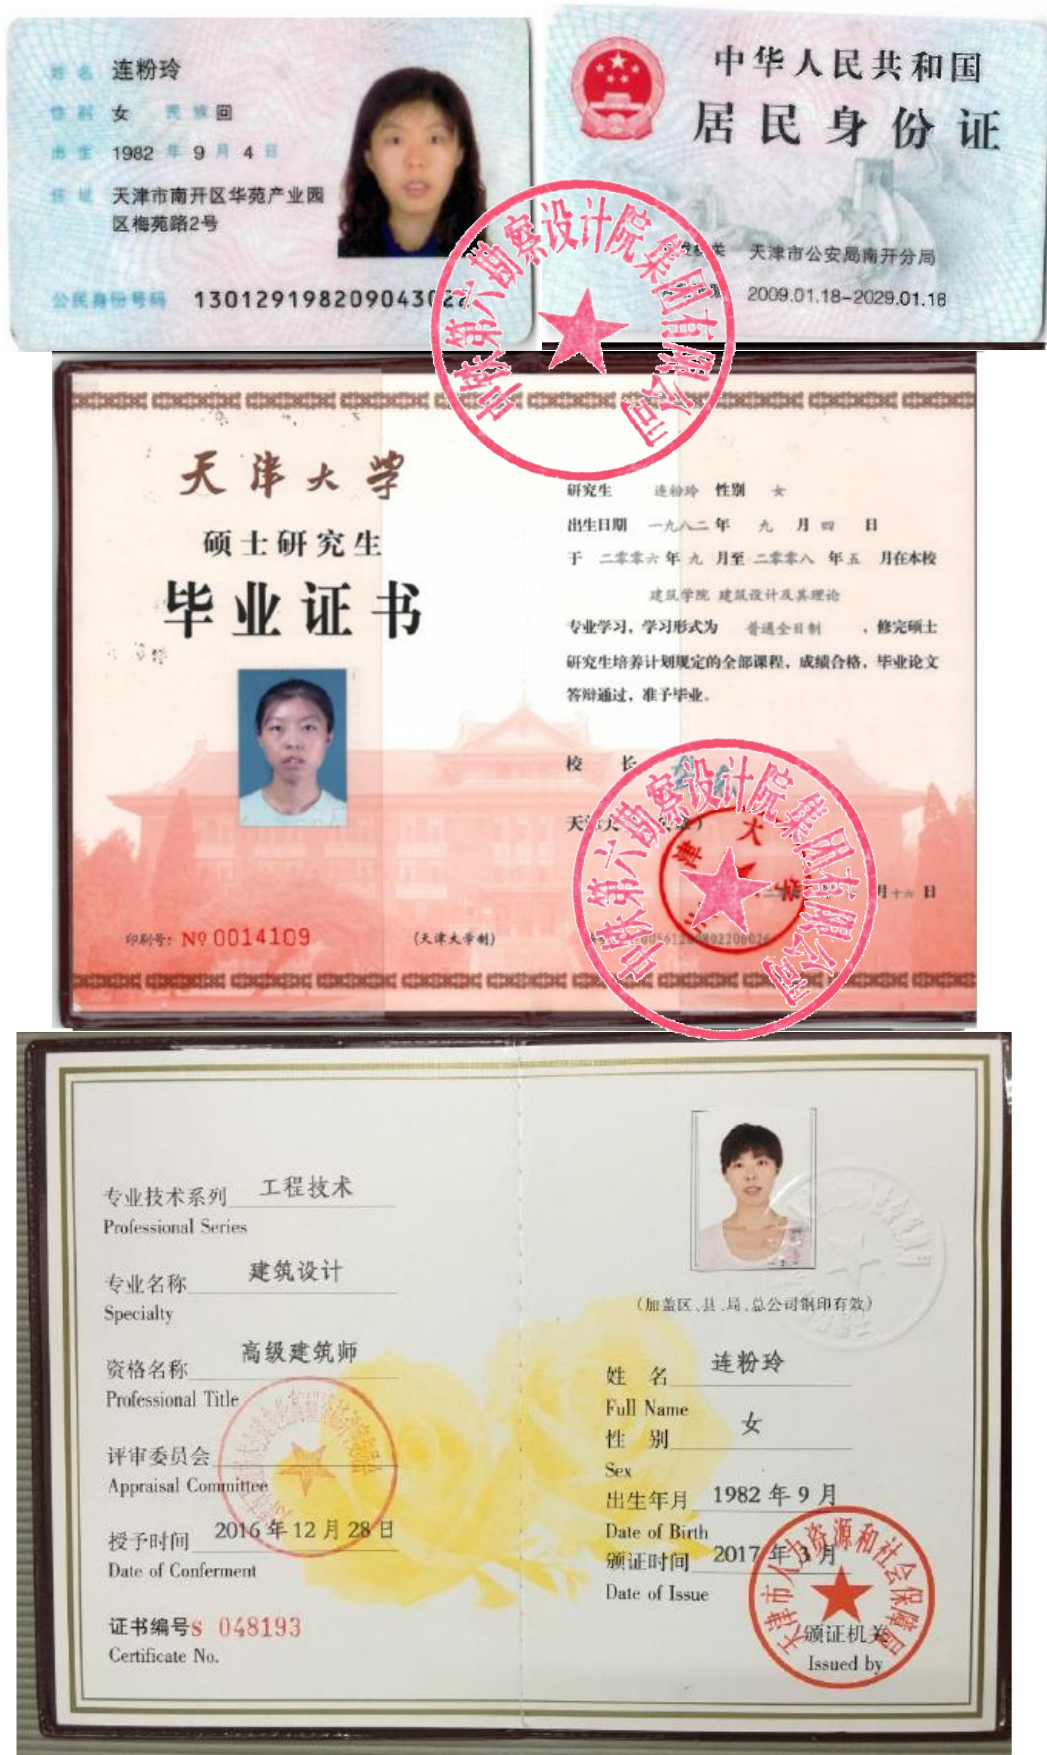 姓名 连粉玲
性别 女 民族 回
出生 1982 年 9 月 4 日
住址 天津市南开区华苑产业园
区梅苑路2号
公民身份号码
中华人民共和国
居民身份证
天津市公安局南开分局
2009.01.18-2029.01.18
中联第六勘察设计院集团有限公司
天津大学
硕士研究生
毕业证书
印刷号: № 0014109
(天津大学制)
研究生 连粉玲 性别 女
出生日期 一九八二 年 九 月 四 日
于 二零零六 年 九 月至 二零零八 年 五 月在本校
建筑学院 建筑设计及其理论
专业学习，学习形式为 普通全日制 ，修完硕士
研究生培养计划规定的全部课程，成绩合格，毕业论文
答辩通过，准予毕业。
校 长
月十六日
中联第六勘察设计院集团有限公司
专业技术系列 工程技术
Professional Series
专业名称 建筑设计
Specialty
资格名称 高级建筑师
Professional Title
评审委员会
Appraisal Committee
授予时间 2016 年 12 月 28 日
Date of Conferment
证书编号S 048193
Certificate No.
(加盖区、县、局、总公司钢印有效)
姓 名 连粉玲
Full Name
性 别 女
Sex
出生年月 1982 年 9 月
Date of Birth
颁证时间 2017 年 3 月
Date of Issue
天津市人力资源和社会保障局
颁证机关
Issued by